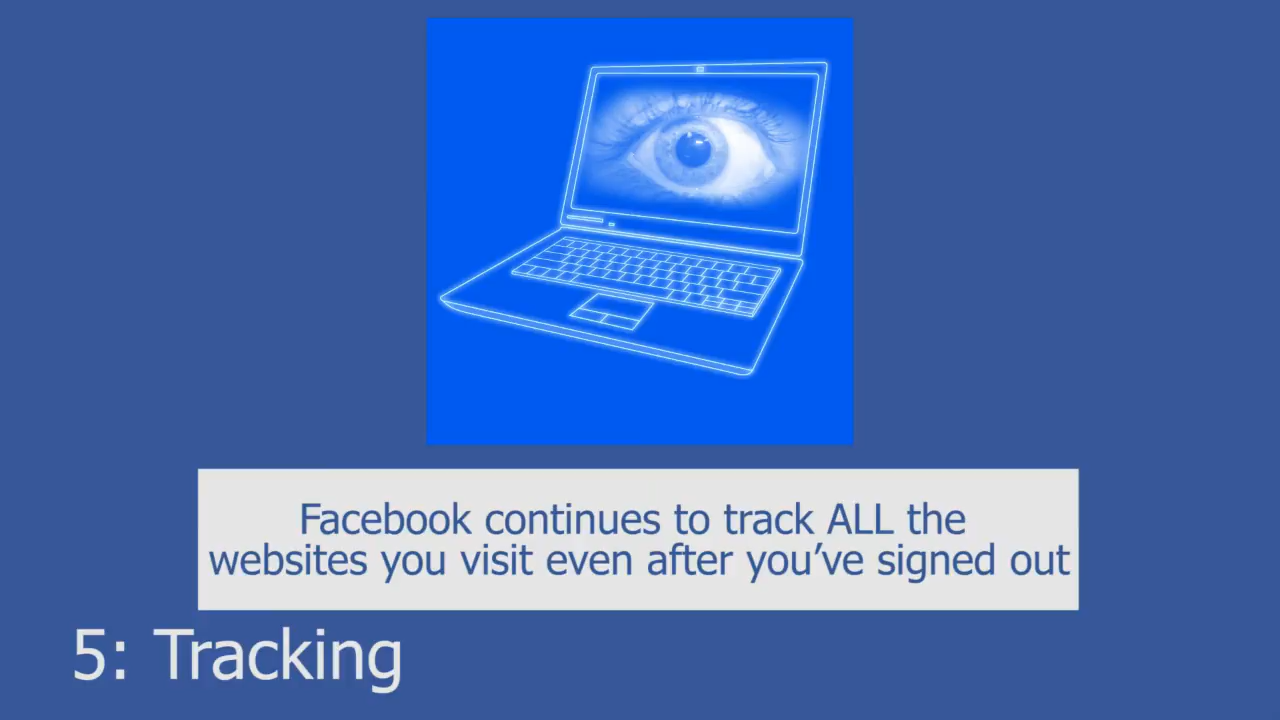 Facebook continues to track ALL the
websites you visit even after you’ve signed out
5: Tracking